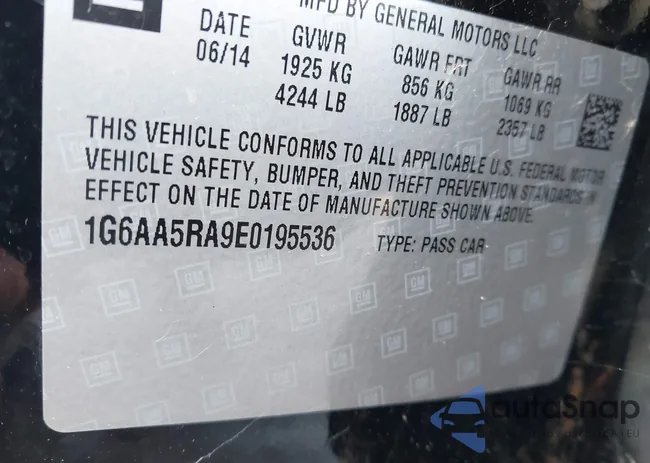 MFD BY GENERAL MOTORS LLC
DATE GVWR GAWR FRT GAWR RR
06/14 1925 KG 856 KG 1069 KG
4244 LB 1887 LB 2357 LB
THIS VEHICLE CONFORMS TO ALL APPLICABLE U.S. FEDERAL MOTOR
VEHICLE SAFETY, BUMPER, AND THEFT PREVENTION STANDARDS IN
EFFECT ON THE DATE OF MANUFACTURE SHOWN ABOVE.
1G6AA5RA9E0195536 TYPE: PASS CAR
autoSnap